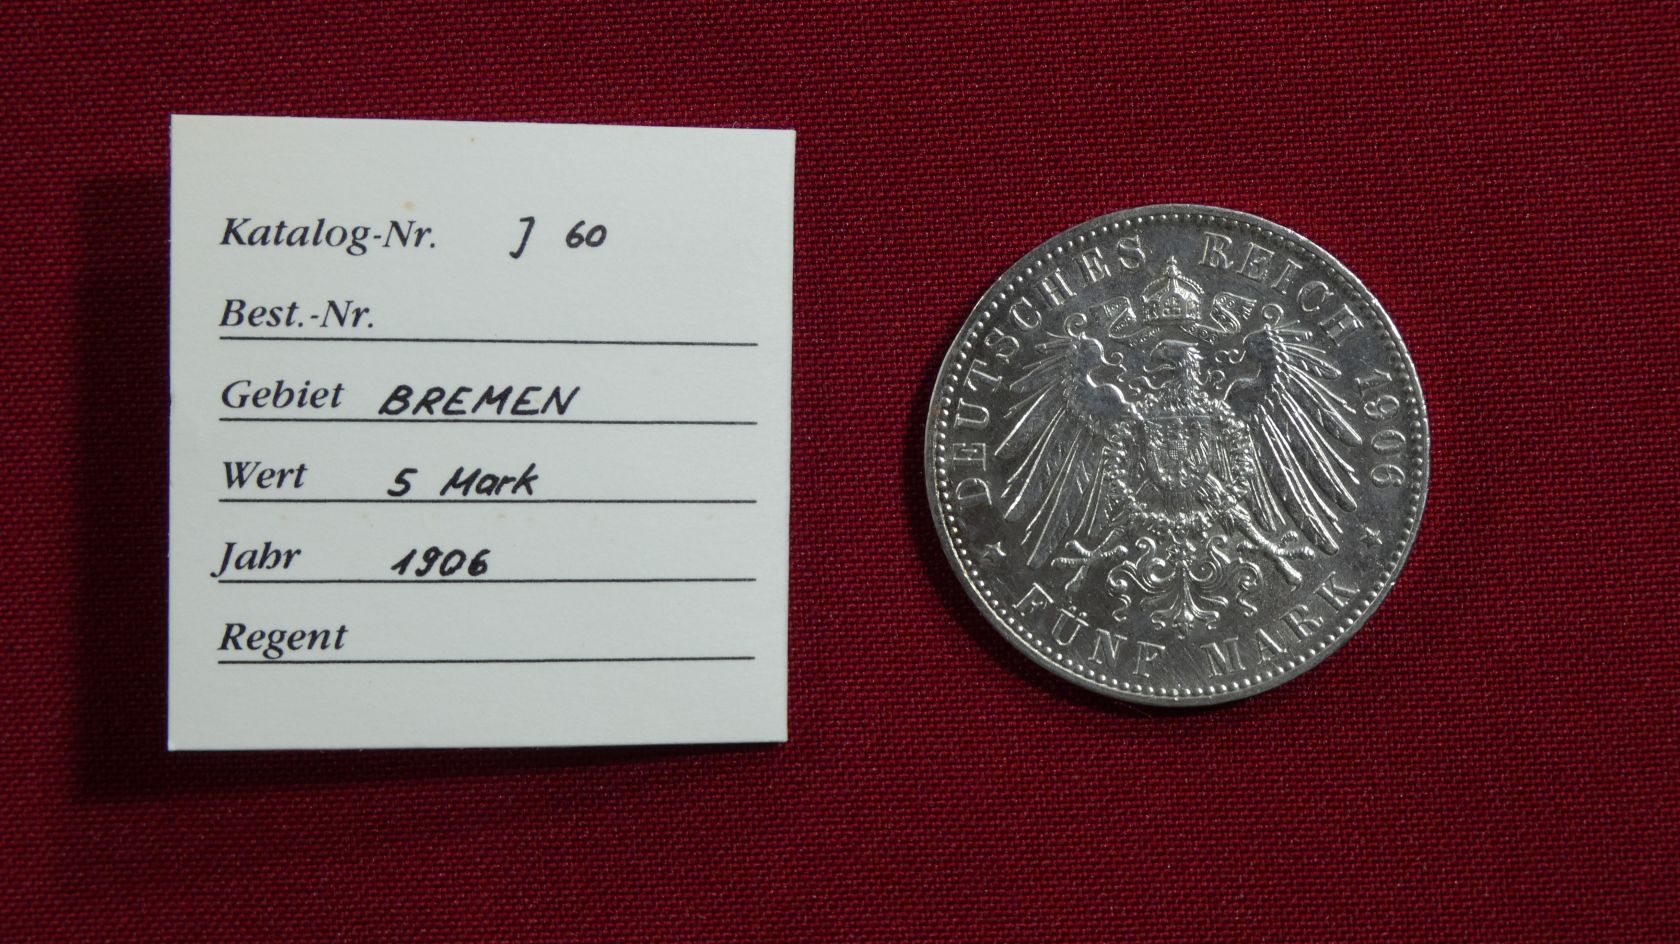 Katalog-Nr. J 60
Best.-Nr.
Gebiet BREMEN
Wert 5 Mark
Jahr 1906
Regent
DEUTSCHES REICH 1906
FÜNF MARK